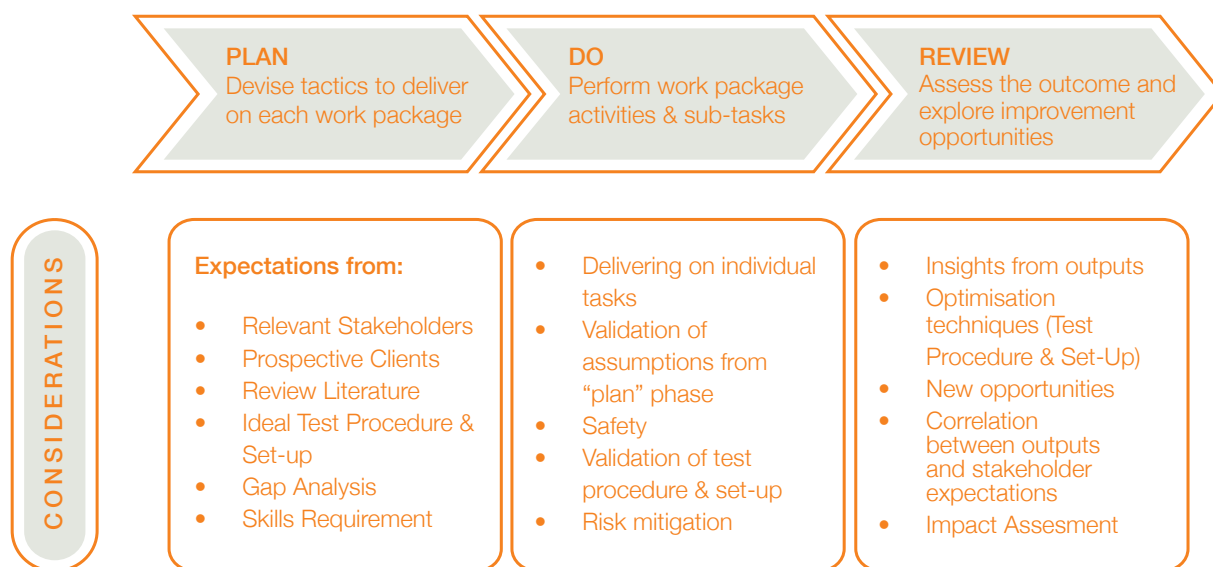 PLAN
Devise tactics to deliver
on each work package
DO
Perform work package
activities & sub-tasks
REVIEW
Assess the outcome and
explore improvement
opportunities
CONSIDERATIONS
Expectations from:
• Relevant Stakeholders
• Prospective Clients
• Review Literature
• Ideal Test Procedure &
Set-up
• Gap Analysis
• Skills Requirement
• Delivering on individual
tasks
• Validation of
assumptions from
“plan” phase
• Safety
• Validation of test
procedure & set-up
• Risk mitigation
• Insights from outputs
• Optimisation
techniques (Test
Procedure & Set-Up)
• New opportunities
• Correlation
between outputs
and stakeholder
expectations
• Impact Assesment